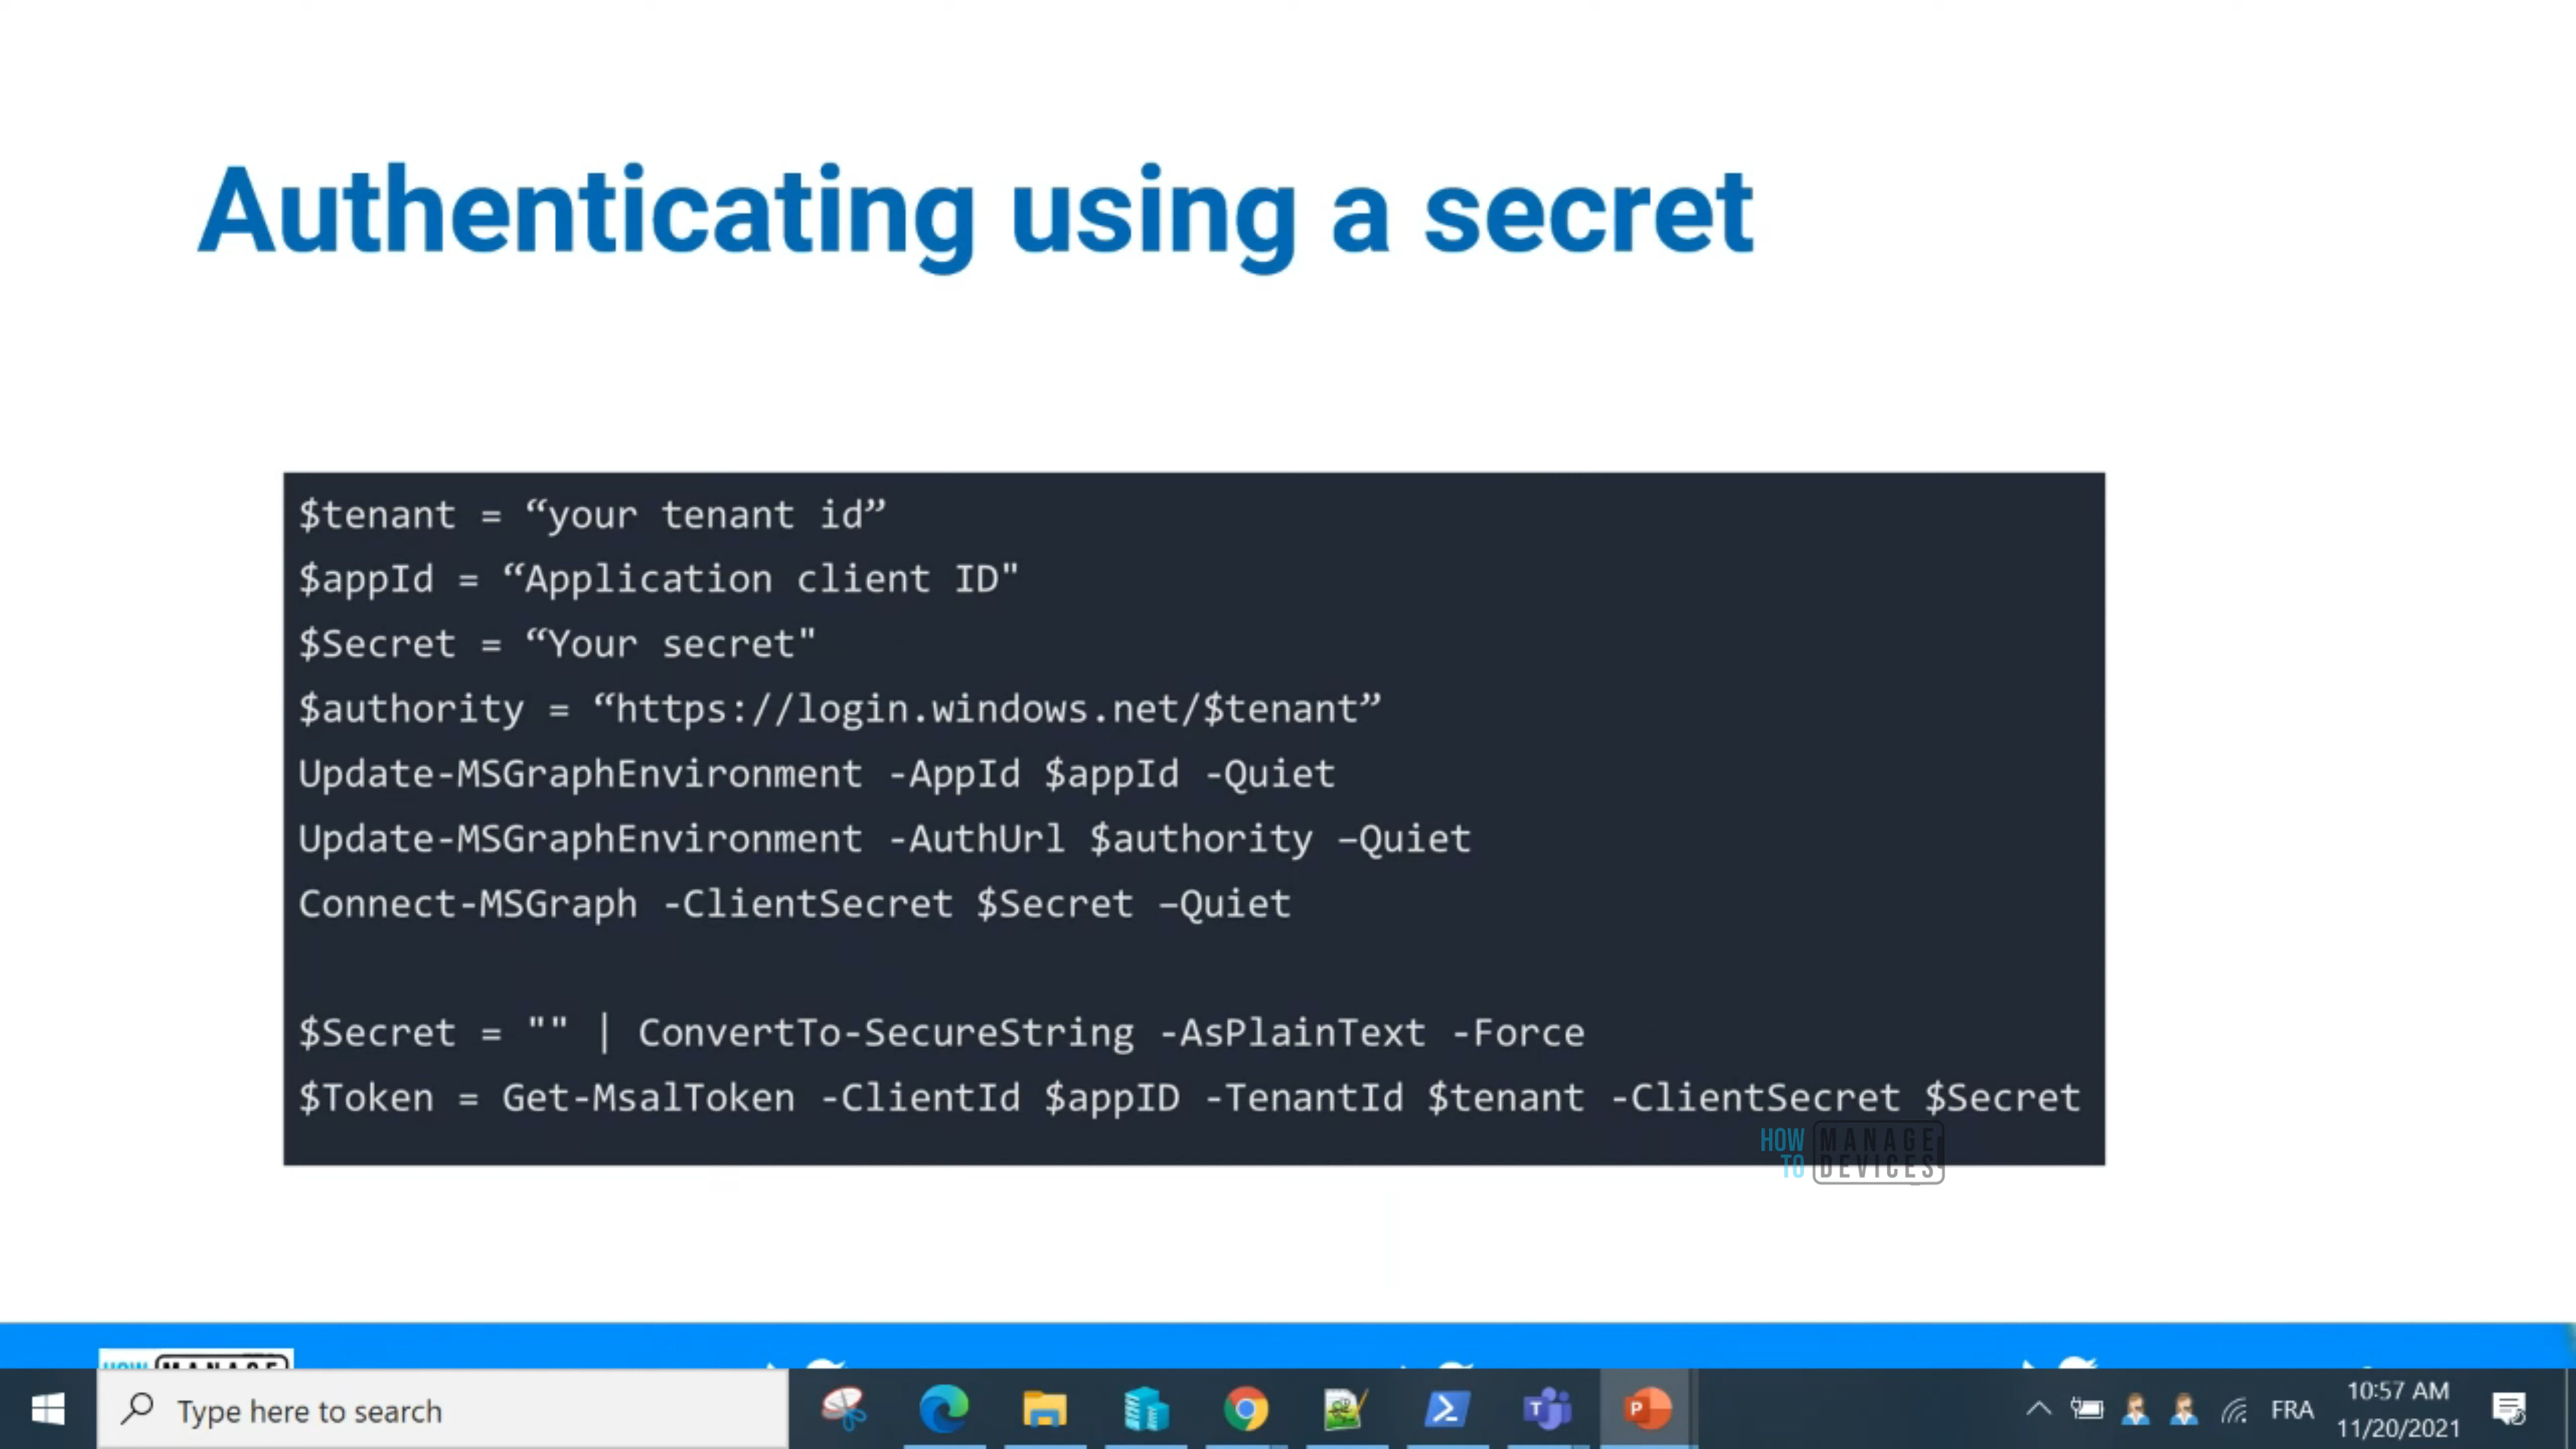 Authenticating using a secret
$tenant = “your tenant id”
$appId = “Application client ID"
$Secret = “Your secret"
$authority = “https://login.windows.net/$tenant”
Update-MSGraphEnvironment -AppId $appId -Quiet
Update-MSGraphEnvironment -AuthUrl $authority –Quiet
Connect-MSGraph -ClientSecret $Secret –Quiet
$Secret = "" | ConvertTo-SecureString -AsPlainText -Force
$Token = Get-MsalToken -ClientId $appID -TenantId $tenant -ClientSecret $Secret
HOW MANAGE
TO DEVICES
HOW MANAGE
Type here to search
FRA
10:57 AM
11/20/2021